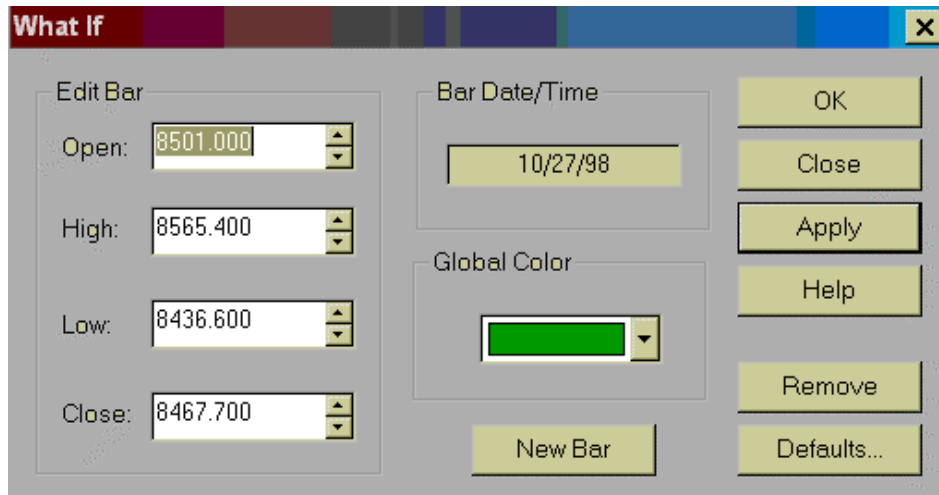 What If
Edit Bar
Open: 8501.000
High: 8565.400
Low: 8436.600
Close: 8467.700
Bar Date/Time
10/27/98
Global Color
New Bar
OK
Close
Apply
Help
Remove
Defaults...